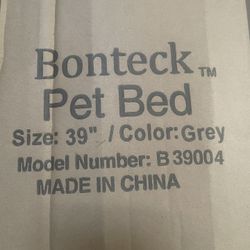 Bonteck™
Pet Bed
Size: 39" / Color:Grey
Model Number: B 39004
MADE IN CHINA